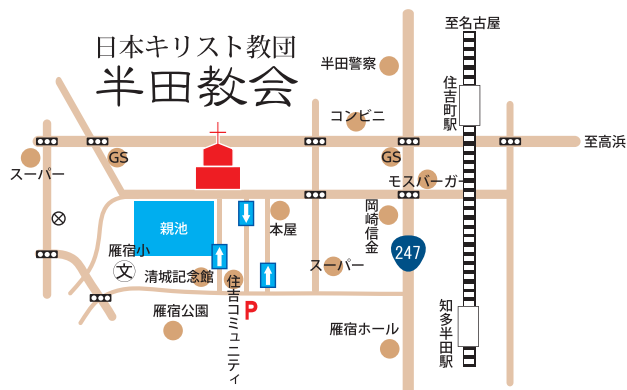 至名古屋
日本キリスト教団
半田教会
半田警察
住吉町駅
コンビニ
至高浜
GS
GS
スーパー
モスバーガー
岡崎信金
親池
本屋
雁宿小
文
247
清城記念館
スーパー
住吉コミュニティ
P
雁宿公園
雁宿ホール
知多半田駅